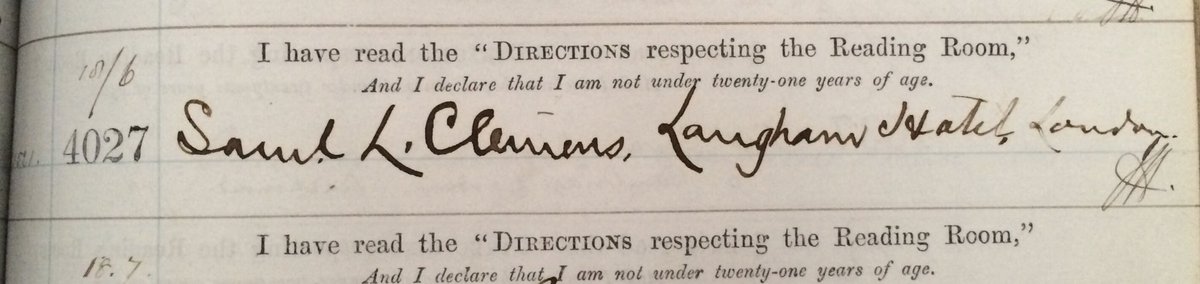 I have read the “DIRECTIONS respecting the Reading Room,”
18/6
And I declare that I am not under twenty-one years of age.
4027 Saml. L. Clemens, Langham Hotel, London.
I have read the “DIRECTIONS respecting the Reading Room,”
18.7.
And I declare that I am not under twenty-one years of age.